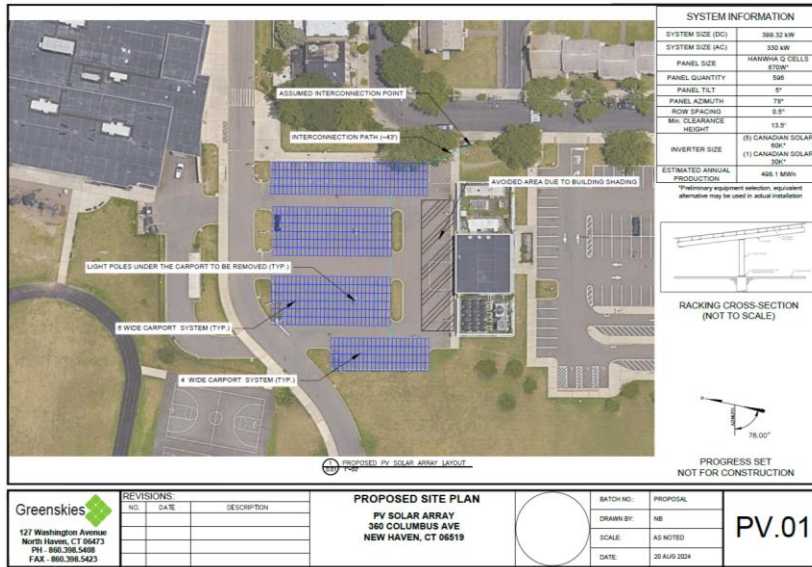 ASSUMED INTERCONNECTION POINT
INTERCONNECTION PATH (~43')
AVOIDED AREA DUE TO BUILDING SHADING
LIGHT POLES UNDER THE CARPORT TO BE REMOVED (TYP.)
6 WIDE CARPORT SYSTEM (TYP.)
4 WIDE CARPORT SYSTEM (TYP.)
1 PROPOSED PV SOLAR ARRAY LAYOUT
SYSTEM INFORMATION
SYSTEM SIZE (DC) 399.32 kW
SYSTEM SIZE (AC) 330 kW
PANEL SIZE HANWHA Q CELLS 670W*
PANEL QUANTITY 596
PANEL TILT 5°
PANEL AZIMUTH 78°
ROW SPACING 0.5"
Min. CLEARANCE HEIGHT 13.5'
INVERTER SIZE (5) CANADIAN SOLAR 60K* (1) CANADIAN SOLAR 30K*
ESTIMATED ANNUAL PRODUCTION 498.1 MWh
*Preliminary equipment selection, equivalent
alternative may be used in actual installation
RACKING CROSS-SECTION
(NOT TO SCALE)
AZIMUTH
78.00°
PROGRESS SET
NOT FOR CONSTRUCTION
Greenskies
127 Washington Avenue
North Haven, CT 06473
PH - 860.398.5408
FAX - 860.398.5423
REVISIONS:
NO. DATE DESCRIPTION
PROPOSED SITE PLAN
PV SOLAR ARRAY
360 COLUMBUS AVE
NEW HAVEN, CT 06519
BATCH NO.: PROPOSAL
DRAWN BY: NB
SCALE: AS NOTED
DATE: 20 AUG 2024
PV.01